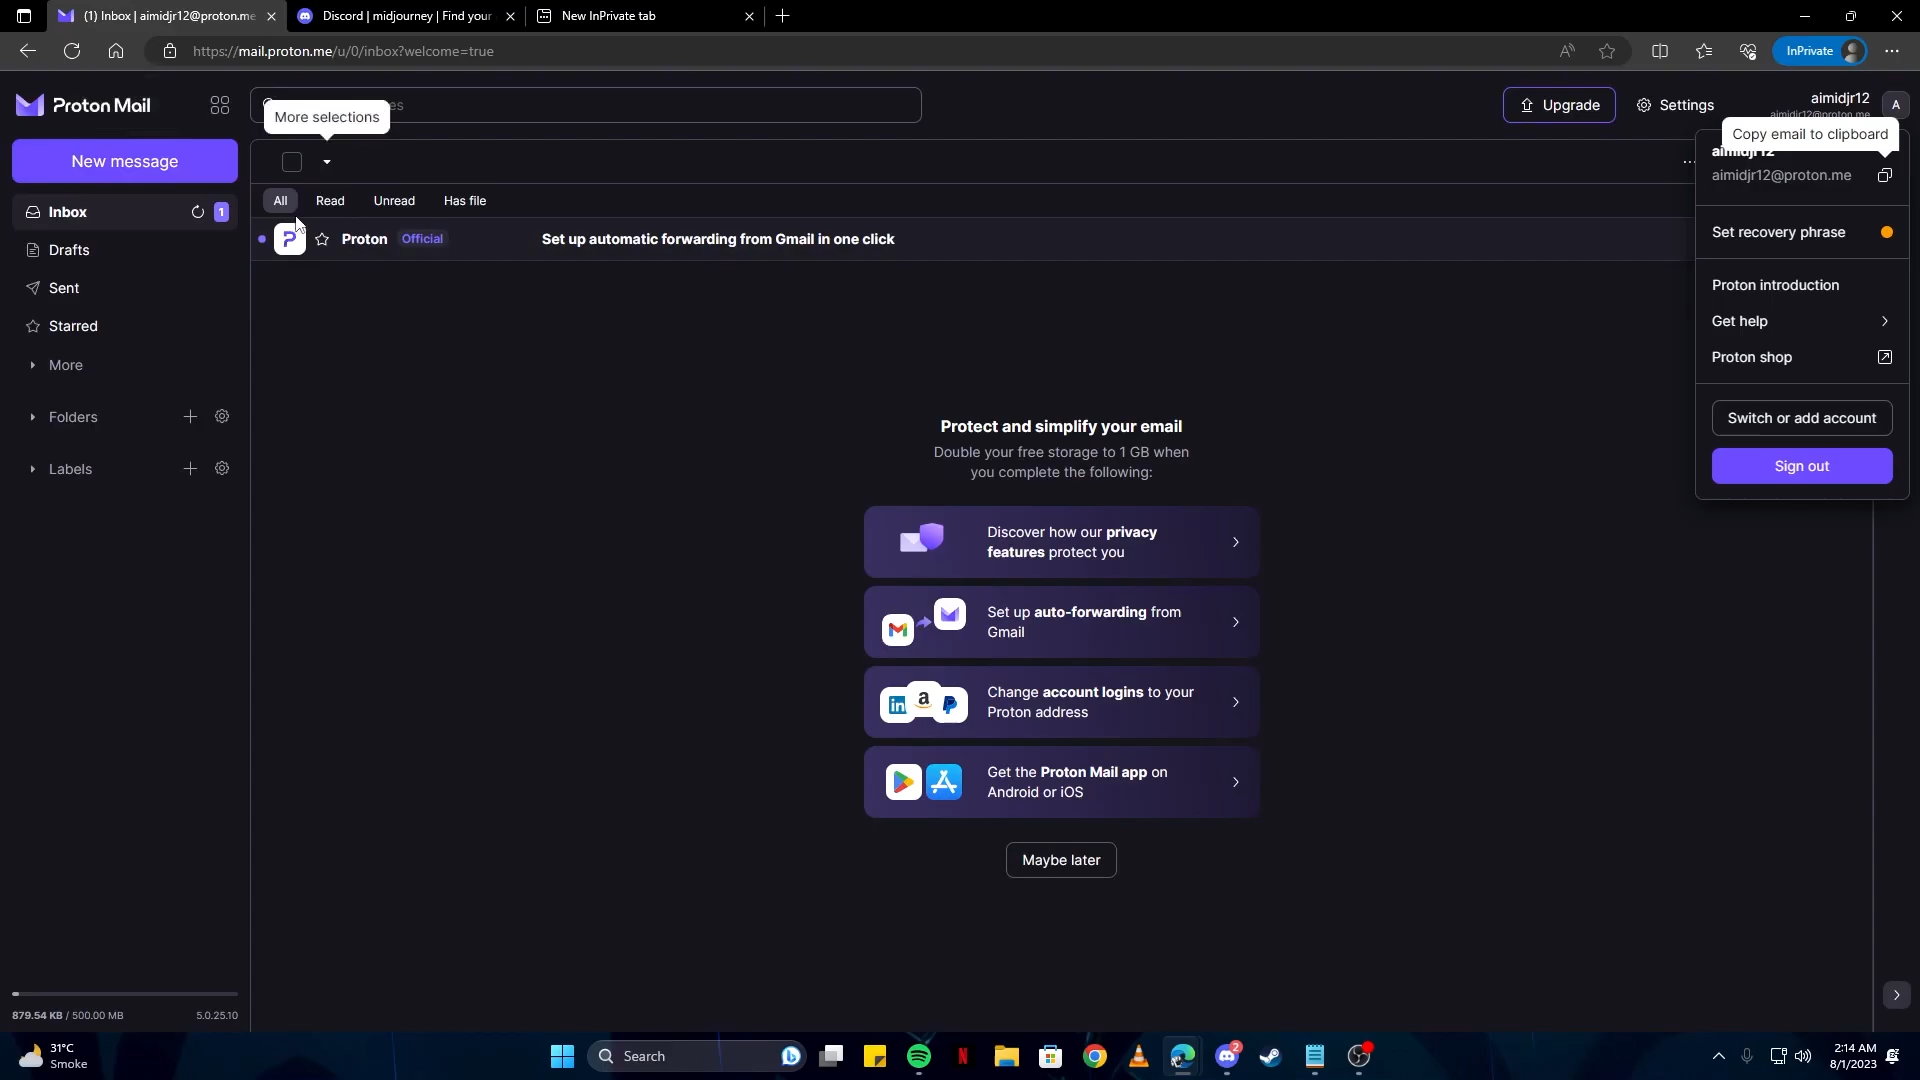 (1) Inbox | aimidjr12@proton.me
Discord | midjourney | Find your
New InPrivate tab
https://mail.proton.me/u/0/inbox?welcome=true
InPrivate
Proton Mail
More selections
Upgrade
Settings
aimidjr12
aimidjr12@proton.me
A
Copy email to clipboard
aimidjr12
aimidjr12@proton.me
New message
Inbox
1
All
Read
Unread
Has file
Proton
Official
Set up automatic forwarding from Gmail in one click
Drafts
Sent
Starred
More
Folders
Labels
Set recovery phrase
Proton introduction
Get help
Proton shop
Switch or add account
Sign out
Protect and simplify your email
Double your free storage to 1 GB when
you complete the following:
Discover how our privacy
features protect you
Set up auto-forwarding from
Gmail
Change account logins to your
Proton address
Get the Proton Mail app on
Android or iOS
Maybe later
879.54 KB / 500.00 MB
5.0.25.10
31°C
Smoke
Search
2
2:14 AM
8/1/2023